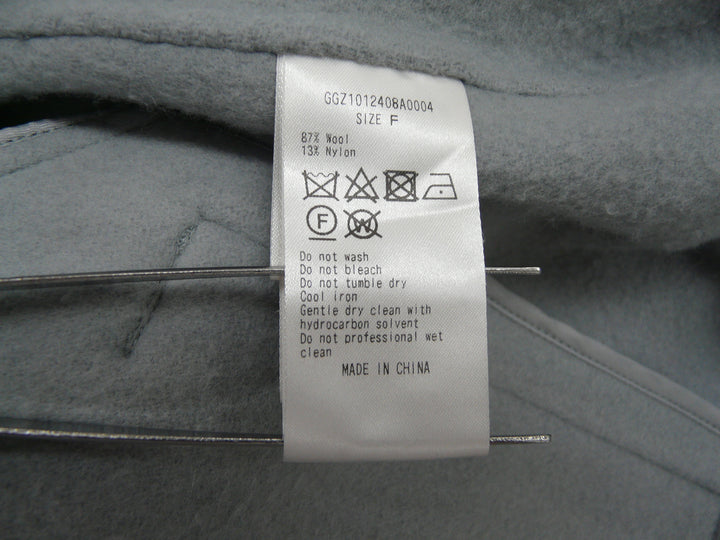 GGZ1012408A0004
SIZE F
87% Wool
13% Nylon
F W
Do not wash
Do not bleach
Do not tumble dry
Cool iron
Gentle dry clean with
hydrocarbon solvent
Do not professional wet
clean
MADE IN CHINA